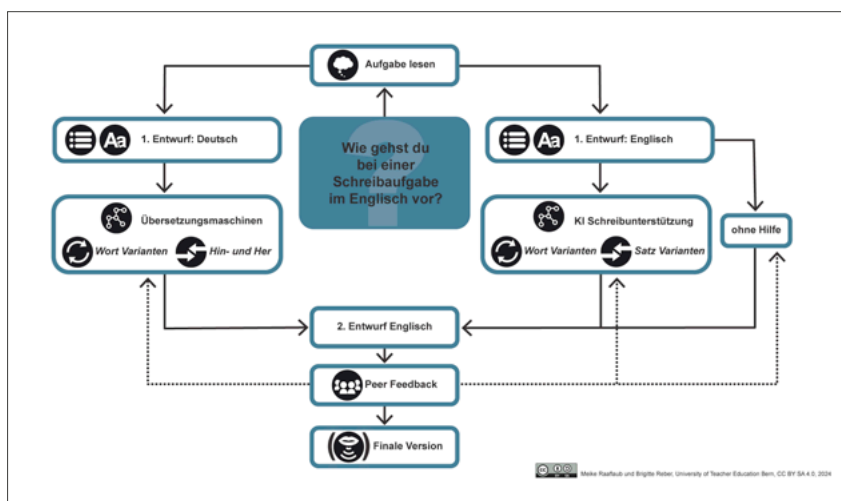 Aufgabe lesen
Aa 1. Entwurf: Deutsch
Wie gehst du
bei einer
Schreibaufgabe
im Englisch vor?
Aa 1. Entwurf: Englisch
Übersetzungsmaschinen
Wort Varianten Hin- und Her
KI Schreibunterstützung
Wort Varianten Satz Varianten
ohne Hilfe
2. Entwurf Englisch
Peer Feedback
Finale Version
Meike Raaflaub und Brigitte Reber, University of Teacher Education Bern, CC BY SA 4.0, 2024